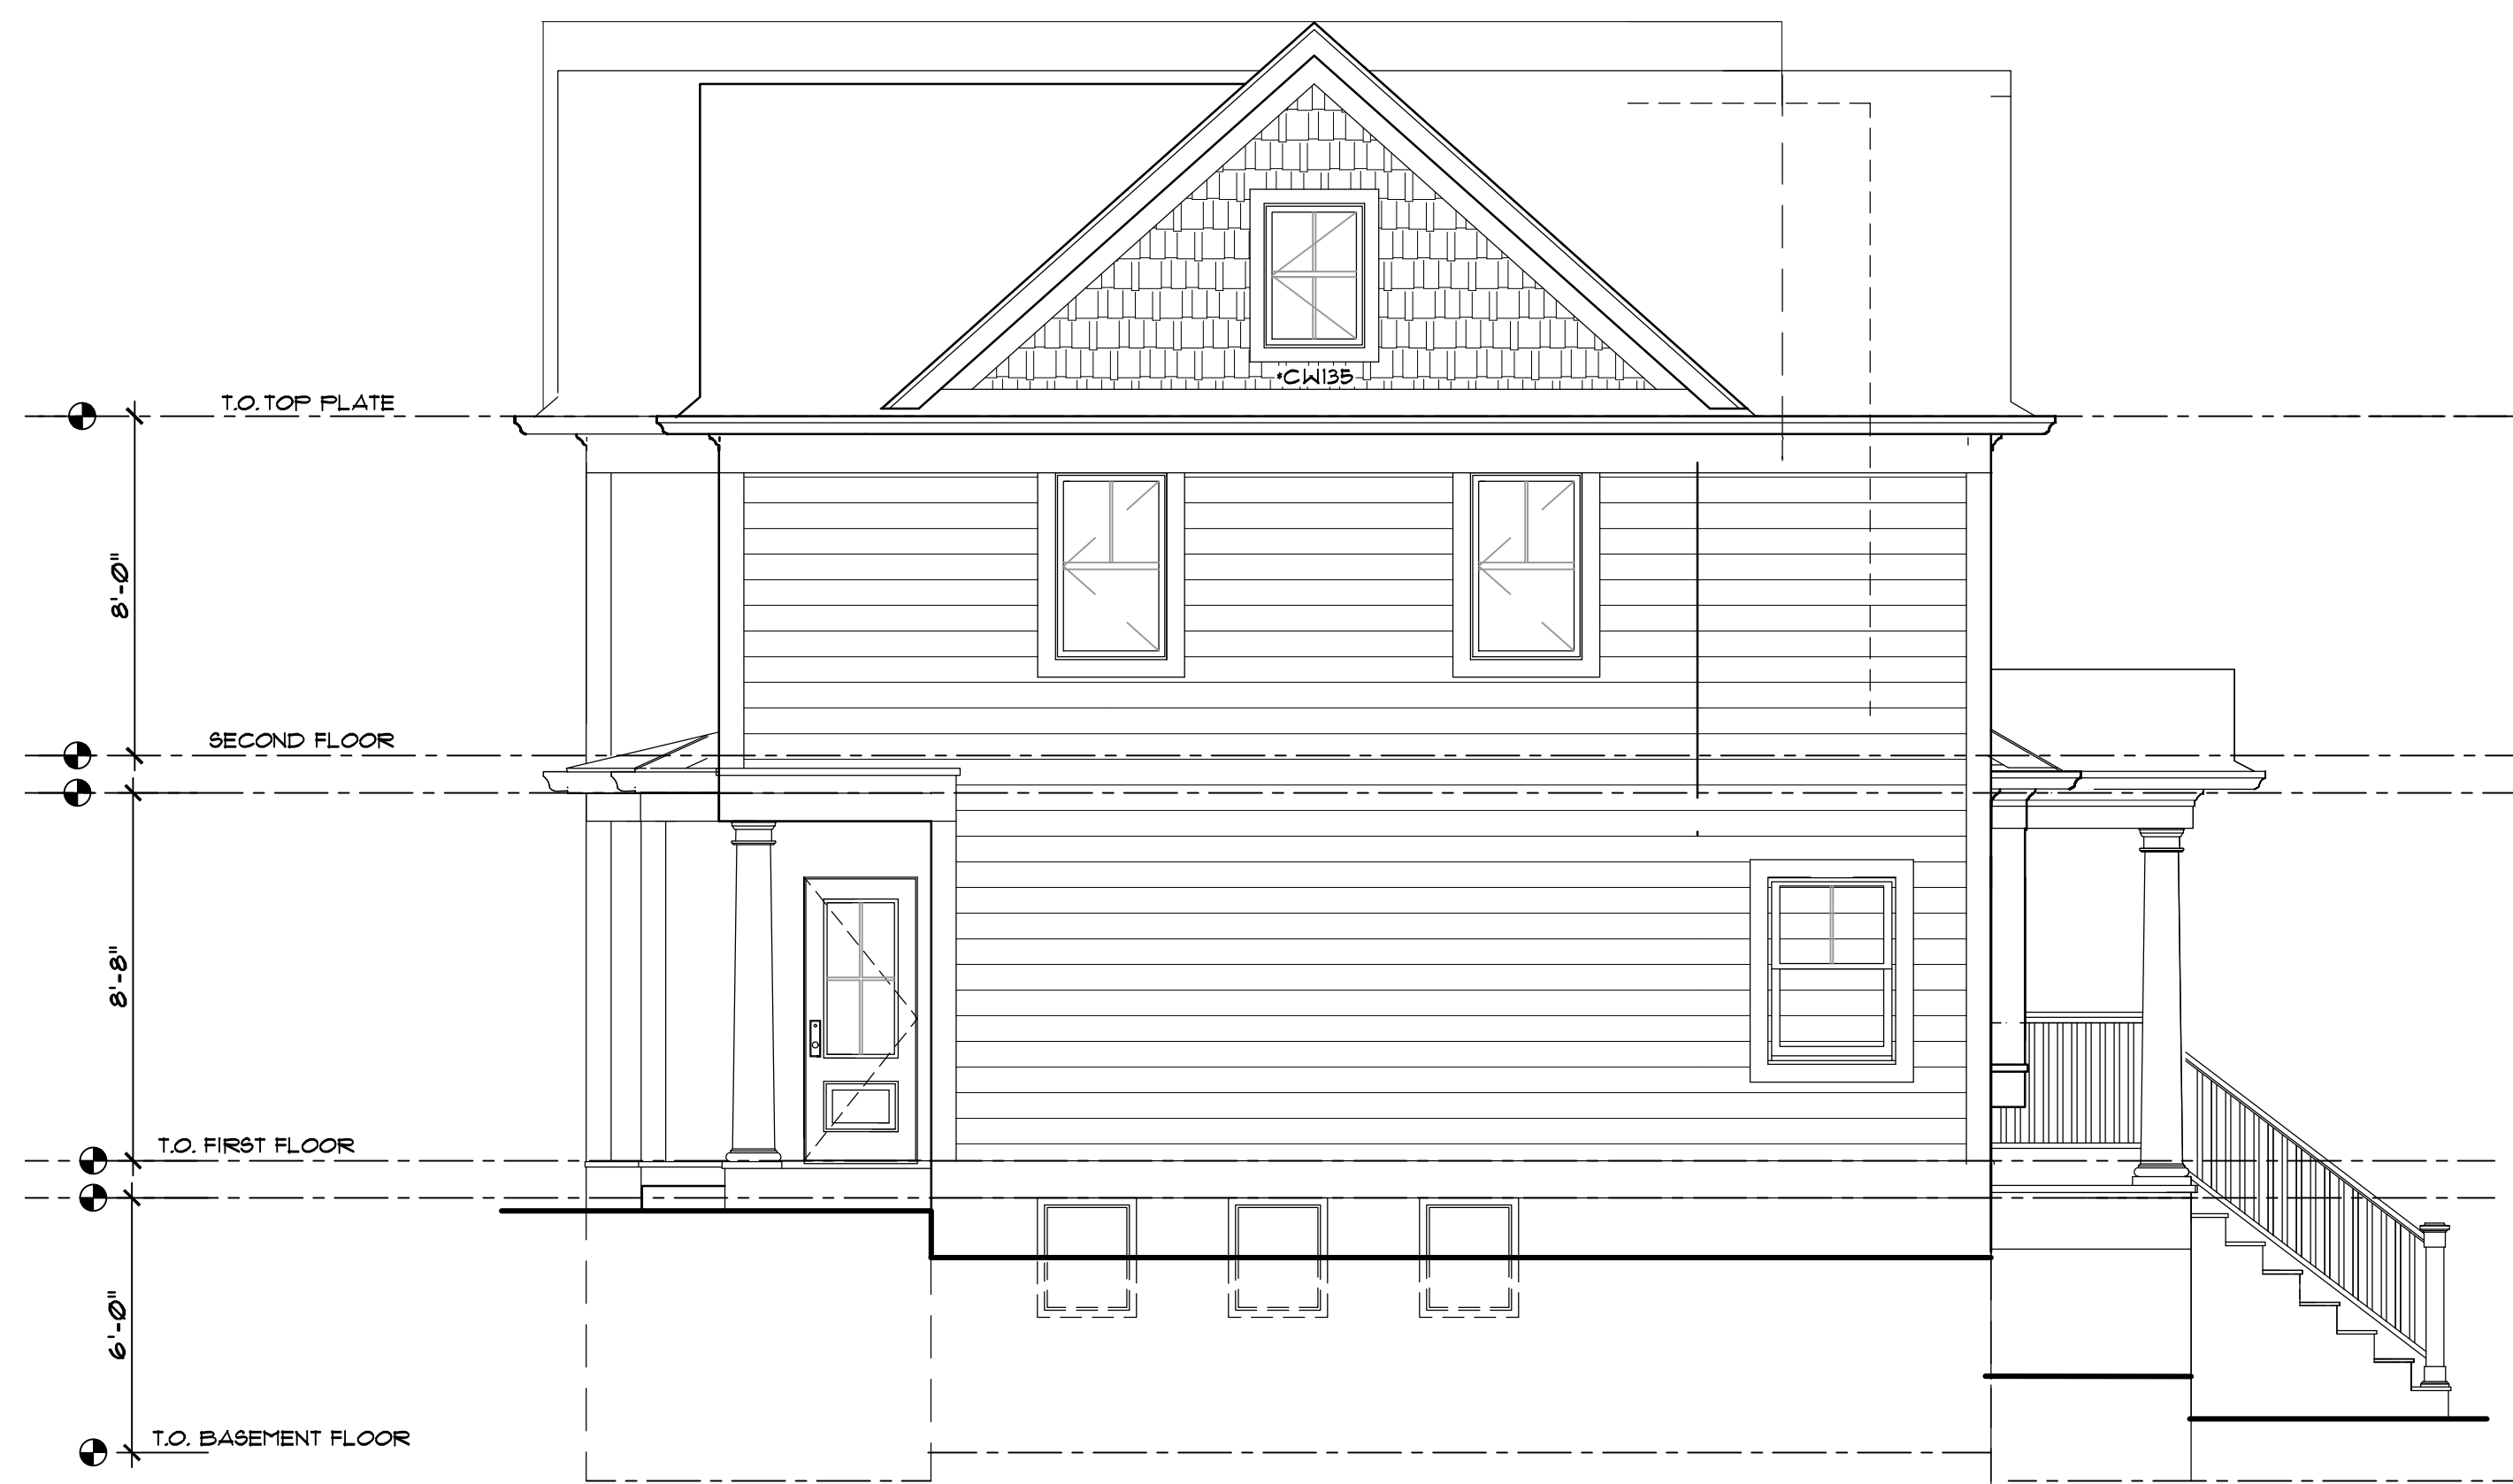 *CW135
T.O. TOP PLATE
8'-0"
SECOND FLOOR
8'-8"
T.O. FIRST FLOOR
6'-0"
T.O. BASEMENT FLOOR